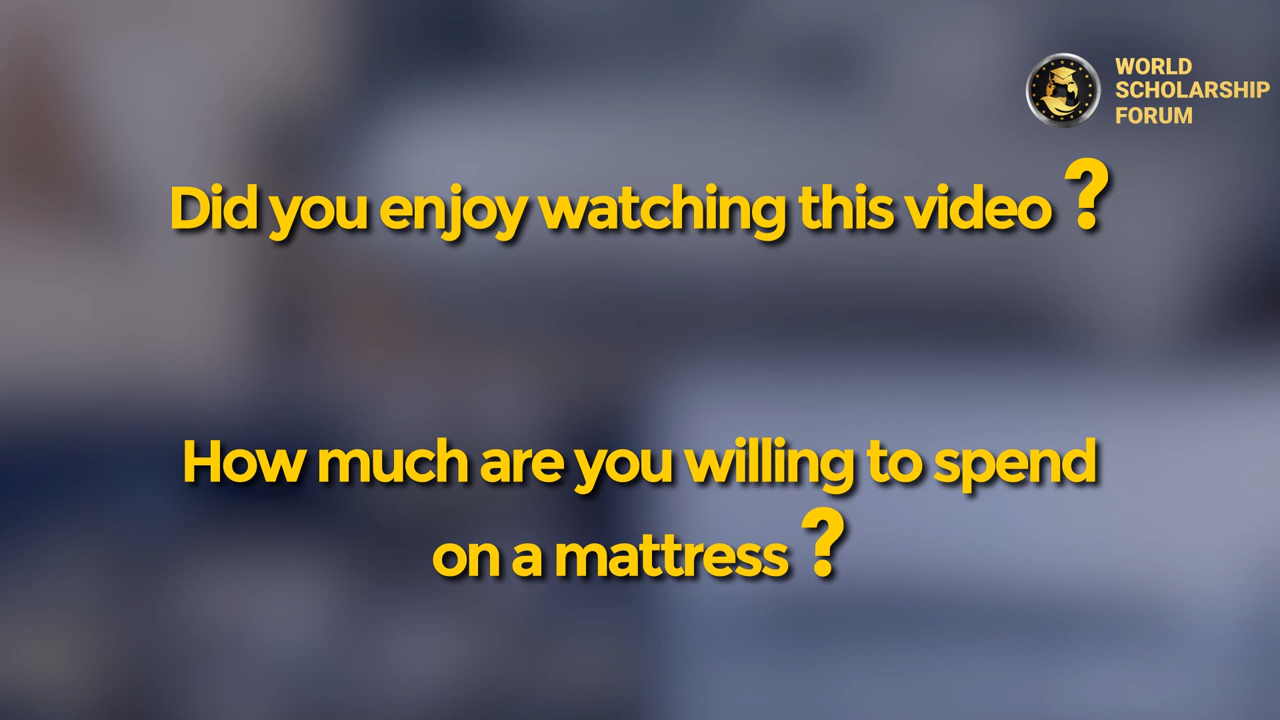 WORLD
SCHOLARSHIP
FORUM
Did you enjoy watching this video ?
How much are you willing to spend
on a mattress ?